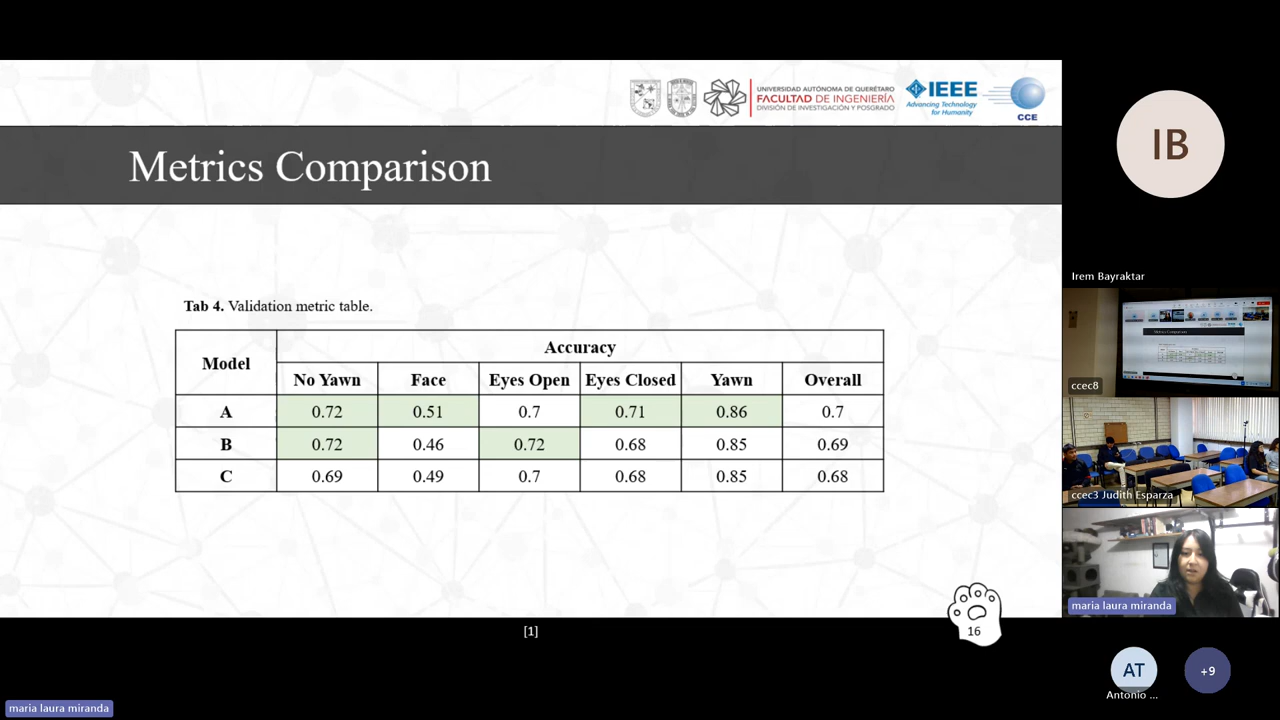 UNIVERSIDAD AUTÓNOMA DE QUERÉTARO
FACULTAD DE INGENIERÍA
DIVISIÓN DE INVESTIGACIÓN Y POSGRADO
IEEE
Advancing Technology
for Humanity
CCE
Metrics Comparison
Tab 4. Validation metric table.
Model Accuracy
No Yawn Face Eyes Open Eyes Closed Yawn Overall
A 0.72 0.51 0.7 0.71 0.86 0.7
B 0.72 0.46 0.72 0.68 0.85 0.69
C 0.69 0.49 0.7 0.68 0.85 0.68
16
[1]
maria laura miranda
IB
Irem Bayraktar
Metrics Comparison
ccec8
ccec3 Judith Esparza
maria laura miranda
AT
Antonio ...
+9